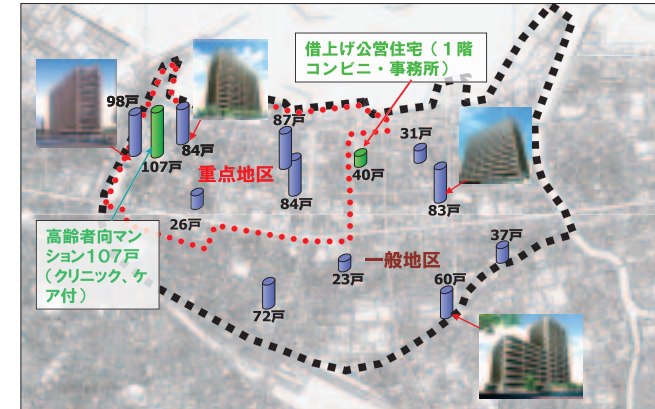 借上げ公営住宅（１階
コンビニ・事務所）
98戸
107戸
84戸
87戸
84戸
40戸
31戸
83戸
重点地区
26戸
高齢者向マン
ション107戸
（クリニック、ケ
ア付）
一般地区
23戸
72戸
60戸
37戸